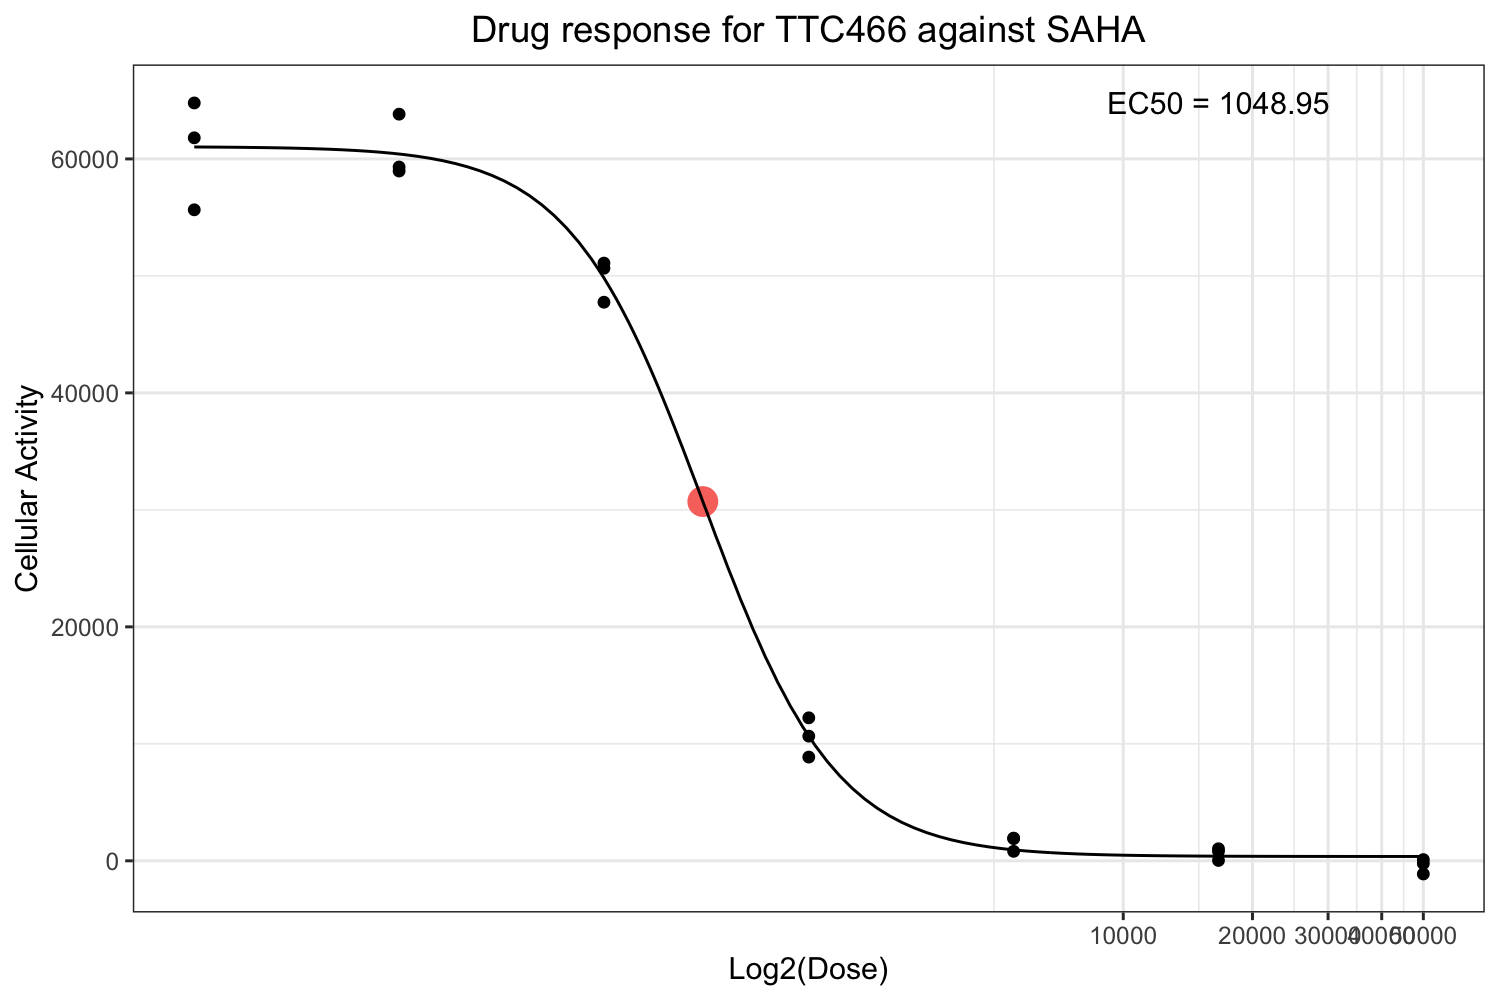 Drug response for TTC466 against SAHA
EC50 = 1048.95
60000
40000
20000
0
Cellular Activity
10000 20000 30000 40000 50000
Log2(Dose)